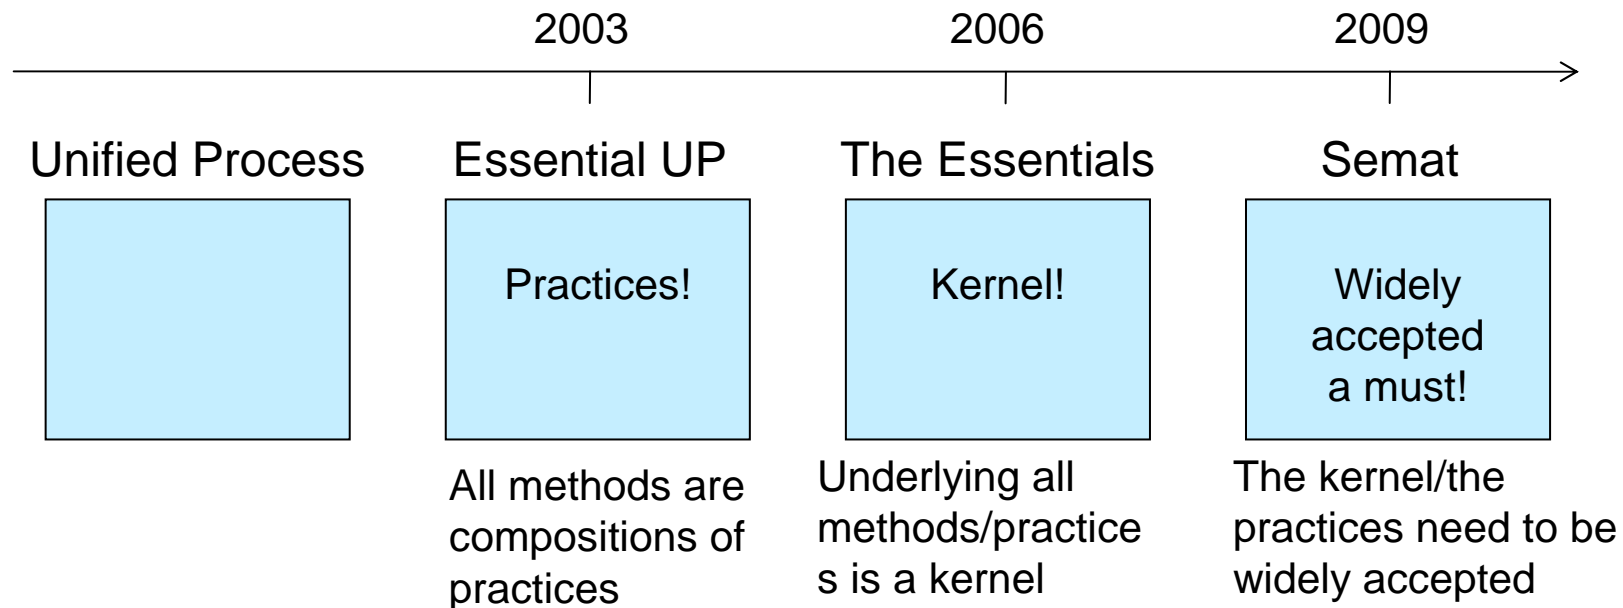 2003 2006 2009
Unified Process Essential UP The Essentials Semat
Practices!
Kernel!
Widely
accepted
a must!
All methods are
compositions of
practices
Underlying all
methods/practice
s is a kernel
The kernel/the
practices need to be
widely accepted